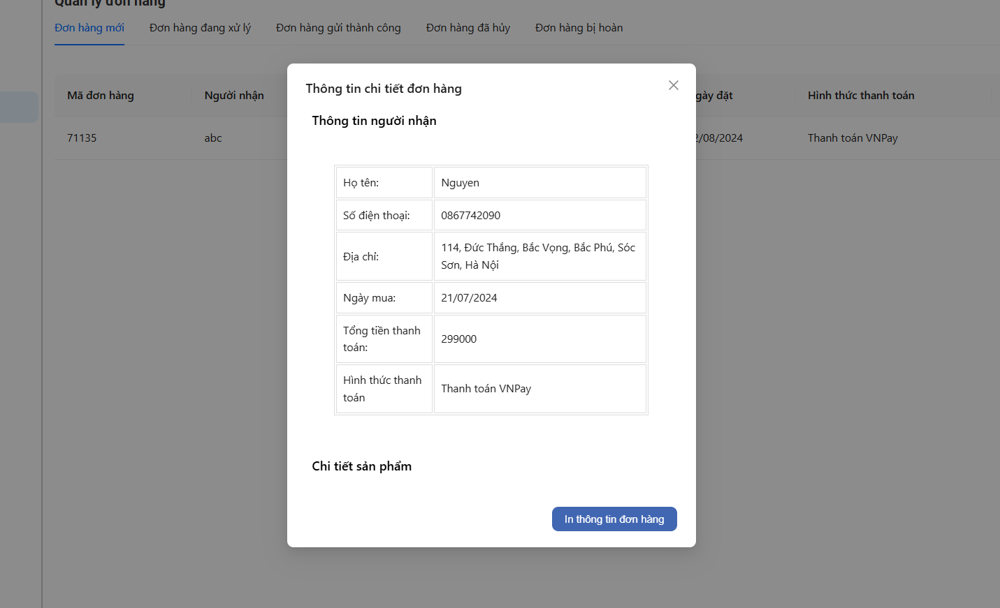 Quản lý đơn hàng
Đơn hàng mới
Đơn hàng đang xử lý
Đơn hàng gửi thành công
Đơn hàng đã hủy
Đơn hàng bị hoàn
Mã đơn hàng
Người nhận
gày đặt
Hình thức thanh toán
71135
abc
2/08/2024
Thanh toán VNPay
Thông tin chi tiết đơn hàng
Thông tin người nhận
Họ tên:
Nguyen
Số điện thoại:
0867742090
Địa chỉ:
114, Đức Thắng, Bắc Vọng, Bắc Phú, Sóc
Sơn, Hà Nội
Ngày mua:
21/07/2024
Tổng tiền thanh
toán:
299000
Hình thức thanh
toán
Thanh toán VNPay
Chi tiết sản phẩm
In thông tin đơn hàng